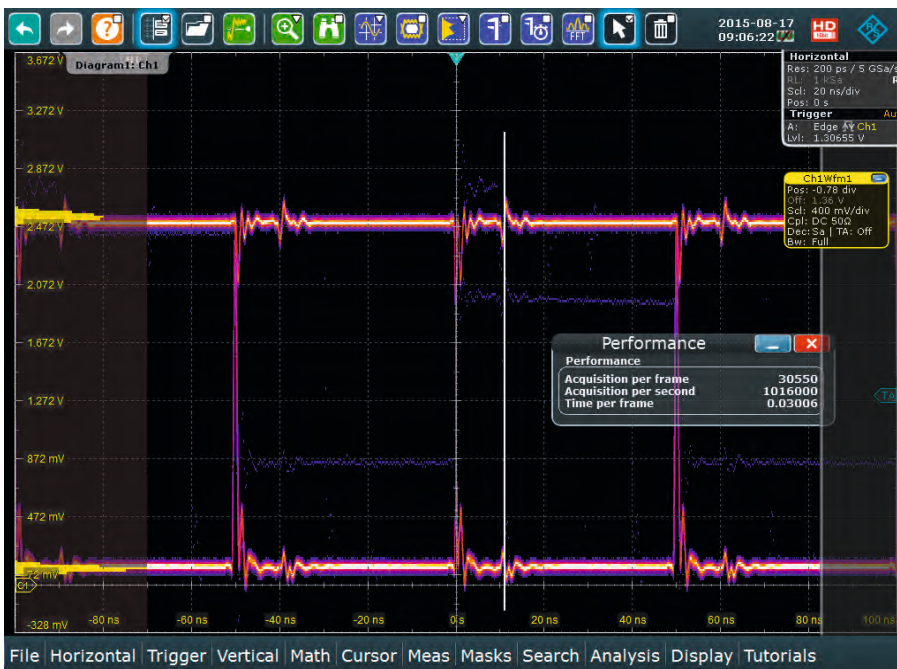 2015-08-17
09:06:22
HD
FFT
Diagram1: Ch1
Horizontal
Res: 200 ps / 5 GSa/s
RL: 1 kSa
Scl: 20 ns/div
Pos: 0 s
Trigger
Au
A: Edge Ch1
Lvl: 1.30655 V
Ch1Wfm1
Pos: -0.78 div
Off: 1.36 V
Scl: 400 mV/div
Cpl: DC 50Ω
Dec: Sa | TA: Off
Bw: Full
3.672 V
3.272 V
2.872 V
2.472 V
2.072 V
1.672 V
1.272 V
872 mV
472 mV
72 mV
-328 mV
TA
C1
Performance
Performance
Acquisition per frame 30550
Acquisition per second 1016000
Time per frame 0.03006
-80 ns -60 ns -40 ns -20 ns 0 s 20 ns 40 ns 60 ns 80 ns 100 ns
File Horizontal Trigger Vertical Math Cursor Meas Masks Search Analysis Display Tutorials